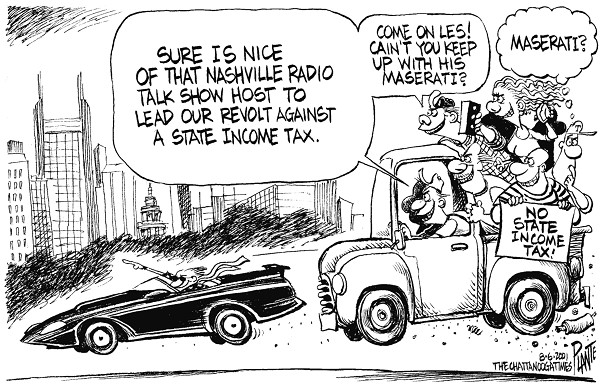 SURE IS NICE
OF THAT NASHVILLE RADIO
TALK SHOW HOST TO
LEAD OUR REVOLT AGAINST
A STATE INCOME TAX.
COME ON LES!
CAIN'T YOU KEEP
UP WITH HIS
MASERATI?
MASERATI?
NO
STATE
INCOME
TAX!
8-6-2001
THE CHATTANOOGA TIMES
PLANTE